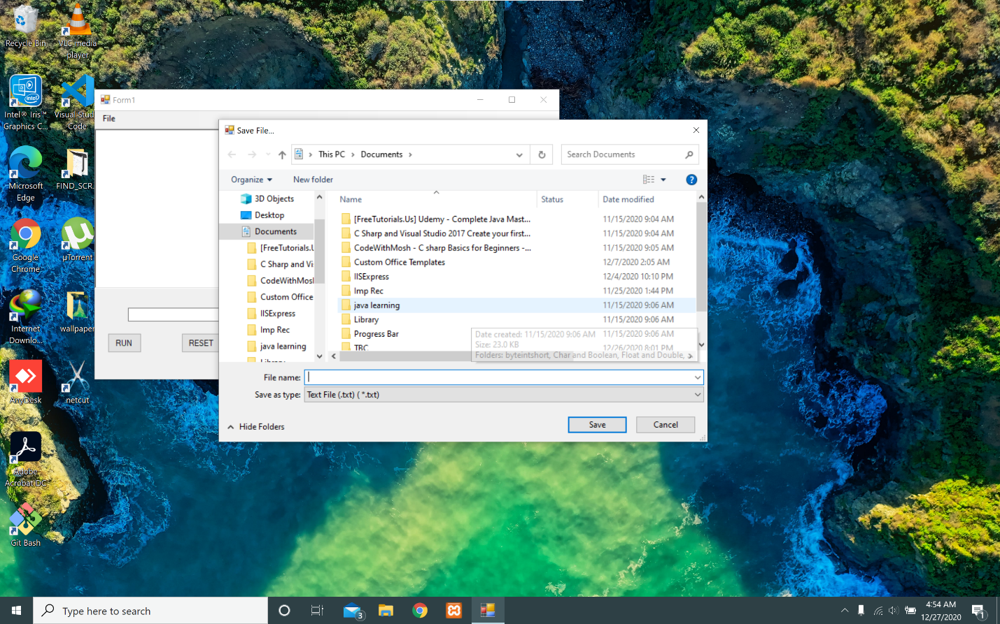 Recycle Bin
VLC media
player
Intel® Iris™
Graphics C...
Visual Stud
Code
Microsoft
Edge
FIND_SCR.
Google
Chrome
µTorrent
Internet
Downlo...
wallpaper
AnyDesk
netcut
Adobe
Acrobat DC
Git Bash
Form1
File
RUN
RESET
Save File...
This PC
Documents
Search Documents
Organize
New folder
?
3D Objects
Desktop
Documents
[FreeTutorials.U
C Sharp and Vi
CodeWithMosl
Custom Office
IISExpress
Imp Rec
java learning
Library
Name Status Date modified
[FreeTutorials.Us] Udemy - Complete Java Mast... 11/15/2020 9:04 AM
C Sharp and Visual Studio 2017 Create your first... 11/15/2020 9:04 AM
CodeWithMosh - C sharp Basics for Beginners -... 11/15/2020 9:05 AM
Custom Office Templates 12/7/2020 2:05 AM
IISExpress 12/4/2020 10:10 PM
Imp Rec 11/25/2020 1:44 PM
java learning 11/15/2020 9:06 AM
Library 11/15/2020 9:06 AM
Progress Bar 11/15/2020 9:06 AM
TBC 12/26/2020 8:01 PM
Date created: 11/15/2020 9:06 AM
Size: 23.0 KB
Folders: byteintshort, Char and Boolean, Float and Double,
File name:
Save as type: Text File (.txt) ( *.txt)
Hide Folders
Save
Cancel
Type here to search
3
4:54 AM
12/27/2020
1